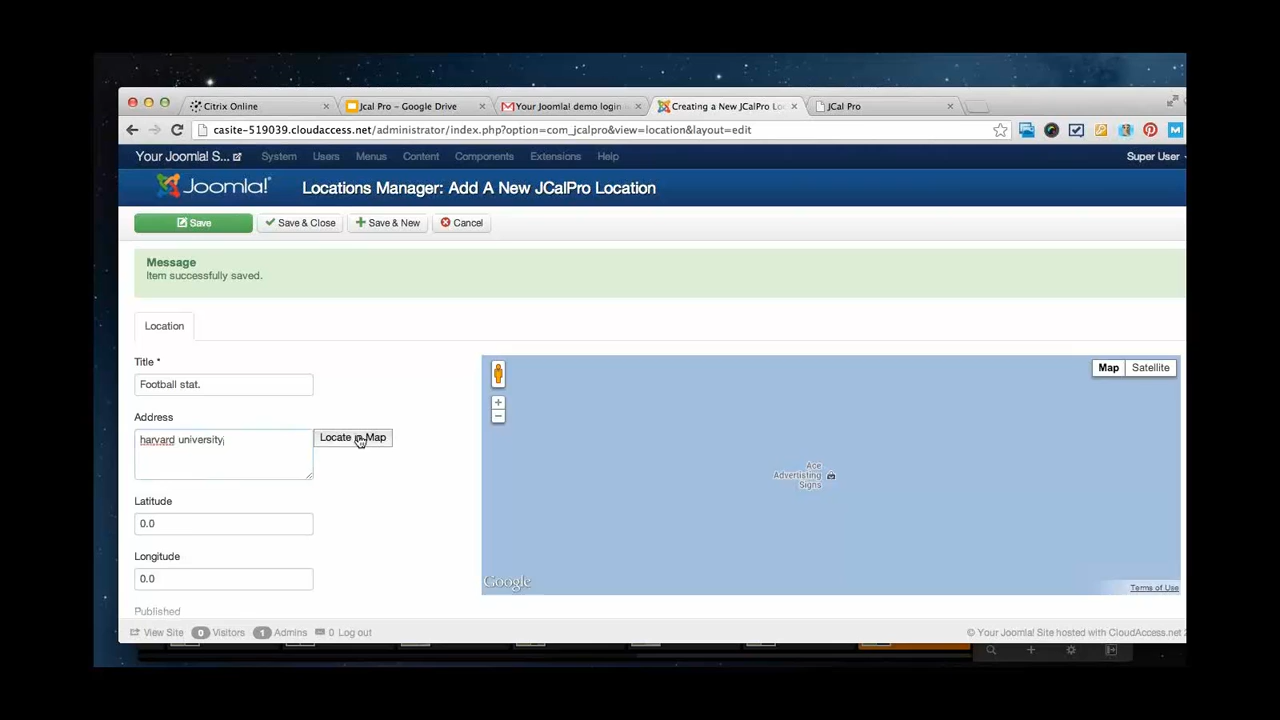 Citrix Online
Jcal Pro – Google Drive
Your Joomla! demo login
Creating a New JCalPro Lo
JCal Pro
casite-519039.cloudaccess.net/administrator/index.php?option=com_jcalpro&view=location&layout=edit
Your Joomla! S...
System
Users
Menus
Content
Components
Extensions
Help
Super User
Joomla!
Locations Manager: Add A New JCalPro Location
Save
Save & Close
Save & New
Cancel
Message
Item successfully saved.
Location
Title *
Football stat.
Address
harvard university
Locate in Map
Latitude
0.0
Longitude
0.0
Published
Map
Satellite
Ace
Advertisting
Signs
Google
Terms of Use
View Site
0 Visitors
1 Admins
0 Log out
© Your Joomla! Site hosted with CloudAccess.net